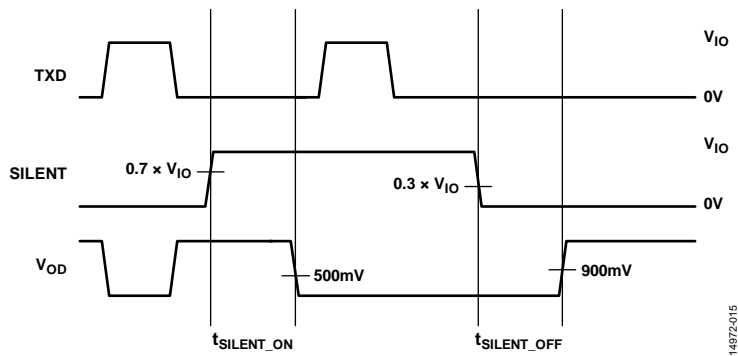 TXD
V_IO
0V
SILENT
0.7 × V_IO
0.3 × V_IO
V_IO
0V
V_OD
500mV
900mV
t_SILENT_ON
t_SILENT_OFF
14972-015